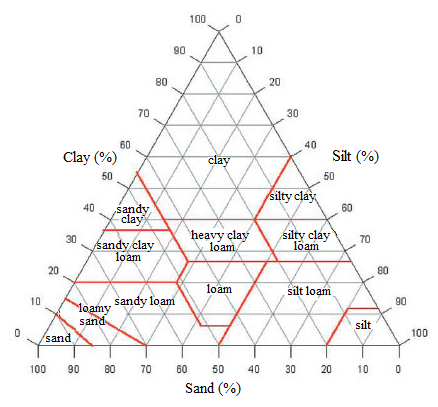 100 0
90 10
80 20
70 30
60 40
Clay (%) clay Silt (%)
50 50
silty clay
40 sandy clay 60
heavy clay loam silty clay loam
30 sandy clay loam 70
20 80
sandy loam loam silt loam
10 loamy sand 90
sand silt
0 100
100 90 80 70 60 50 40 30 20 10 0
Sand (%)